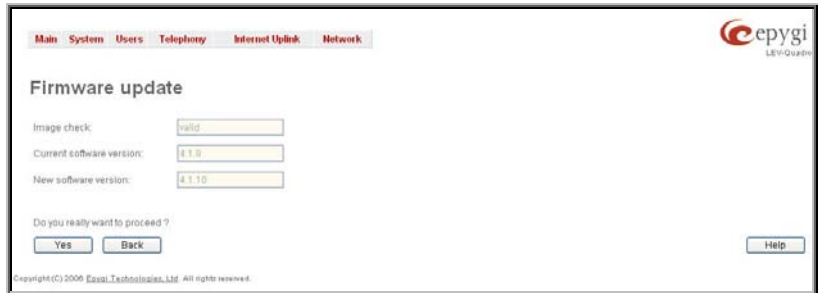 Main System Users Telephony Internet Uplink Network
epygi
LEV-Quadro
Firmware update
Image check: valid
Current software version: 4.1.9
New software version: 4.1.10
Do you really want to proceed ?
Yes Back Help
Copyright (C) 2006 Epygi Technologies, Ltd. All rights reserved.